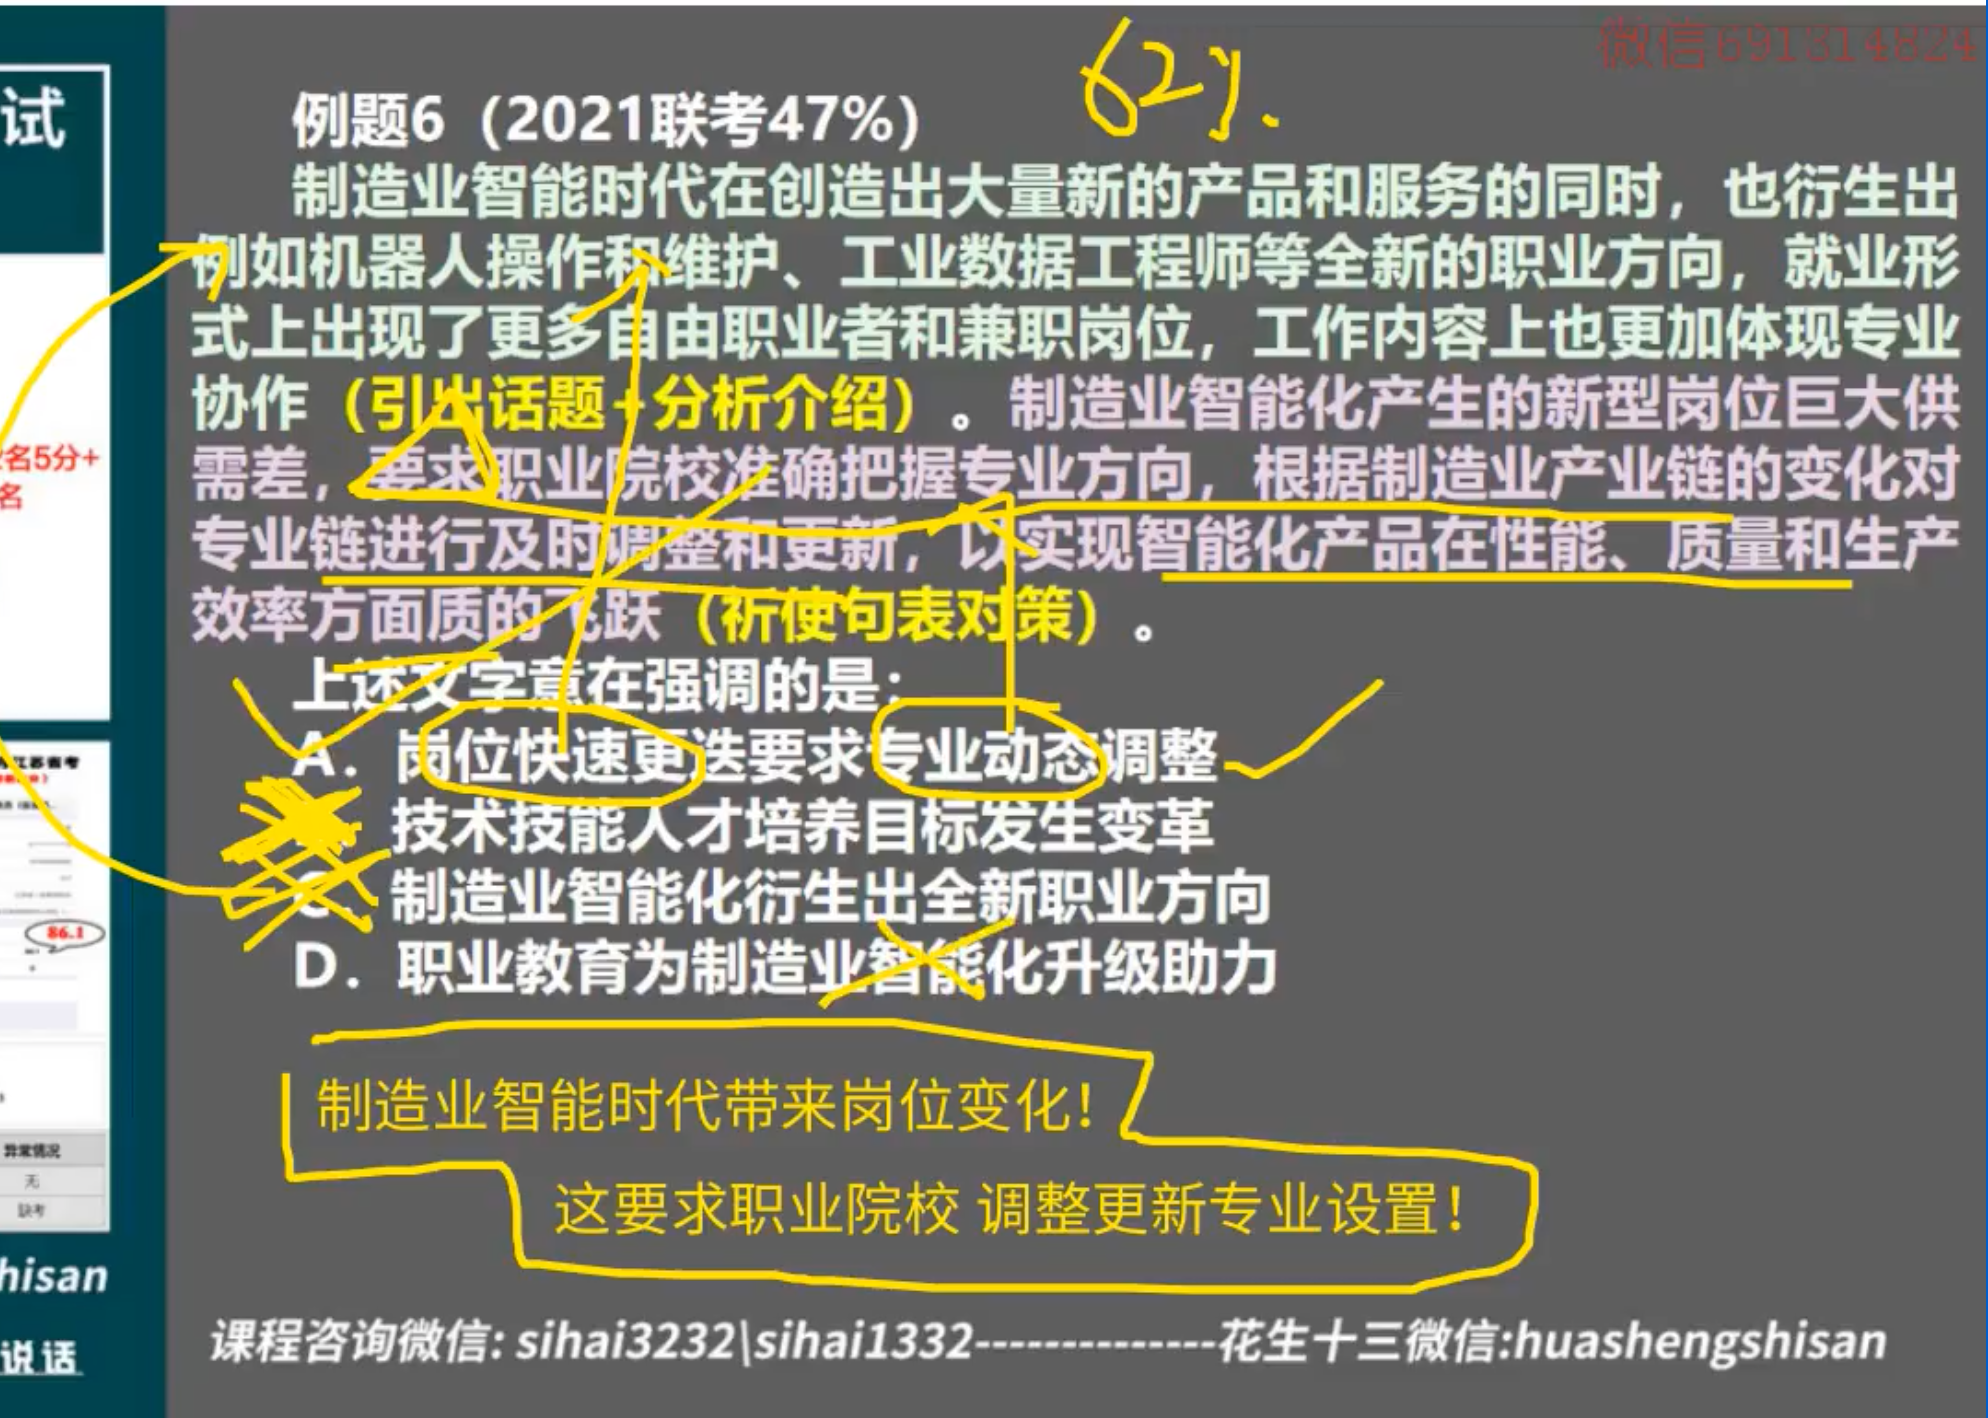 微信691314824
试
62%.
例题6（2021联考47%）
制造业智能时代在创造出大量新的产品和服务的同时，也衍生出
例如机器人操作和维护、工业数据工程师等全新的职业方向，就业形
式上出现了更多自由职业者和兼职岗位，工作内容上也更加体现专业
协作（引出话题+分析介绍）。制造业智能化产生的新型岗位巨大供
需差，要求职业院校准确把握专业方向，根据制造业产业链的变化对
专业链进行及时调整和更新，以实现智能化产品在性能、质量和生产
效率方面质的飞跃（祈使句表对策）。
上述文字意在强调的是：
A．岗位快速更迭要求专业动态调整
技术技能人才培养目标发生变革
C．制造业智能化衍生出全新职业方向
D．职业教育为制造业智能化升级助力
制造业智能时代带来岗位变化！
这要求职业院校 调整更新专业设置！
课程咨询微信: sihai3232\sihai1332--------------花生十三微信:huashengshisan
名5分+
名
江苏省考
86.1
异常情况
无
缺考
hisan
说话